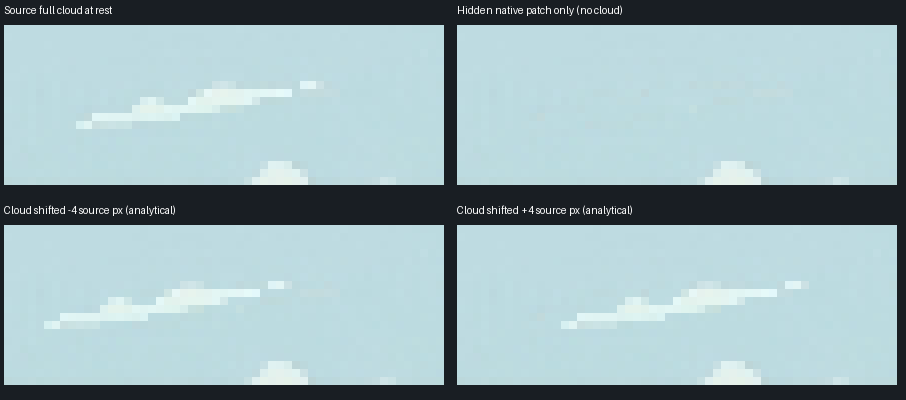 Source full cloud at rest
Hidden native patch only (no cloud)
Cloud shifted -4 source px (analytical)
Cloud shifted +4 source px (analytical)